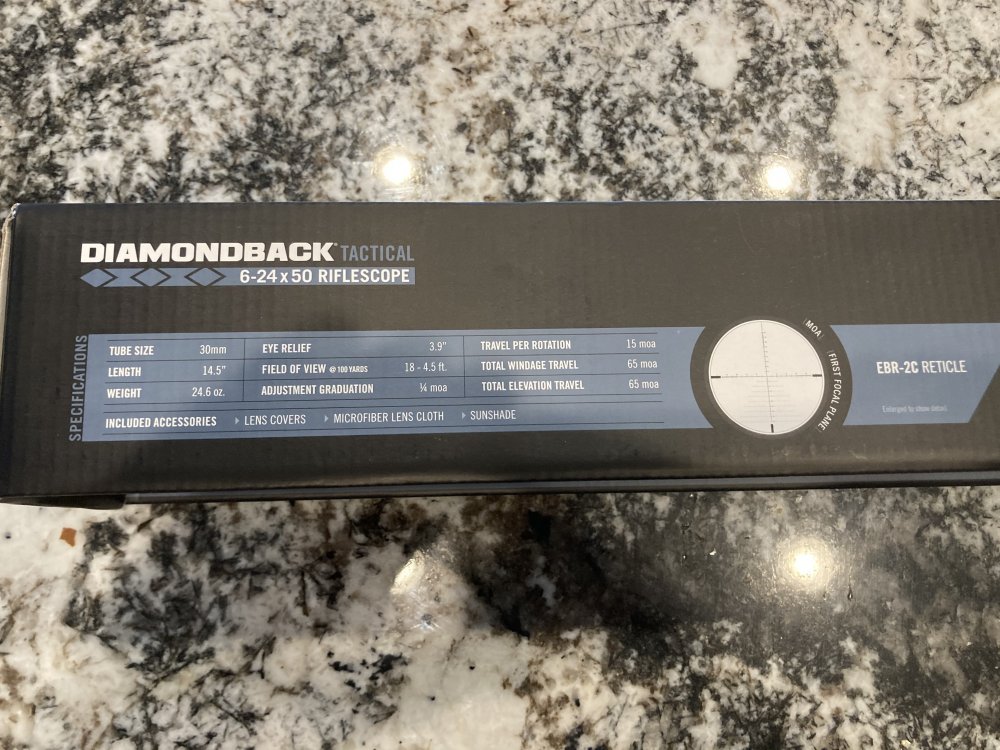 DIAMONDBACK TACTICAL
6-24 x 50 RIFLESCOPE
SPECIFICATIONS
TUBE SIZE 30mm EYE RELIEF 3.9" TRAVEL PER ROTATION 15 moa
LENGTH 14.5" FIELD OF VIEW @ 100 YARDS 18 - 4.5 ft. TOTAL WINDAGE TRAVEL 65 moa
WEIGHT 24.6 oz. ADJUSTMENT GRADUATION ¼ moa TOTAL ELEVATION TRAVEL 65 moa
INCLUDED ACCESSORIES LENS COVERS MICROFIBER LENS CLOTH SUNSHADE
MOA
FIRST FOCAL PLANE
EBR-2C RETICLE
Enlarged to show detail